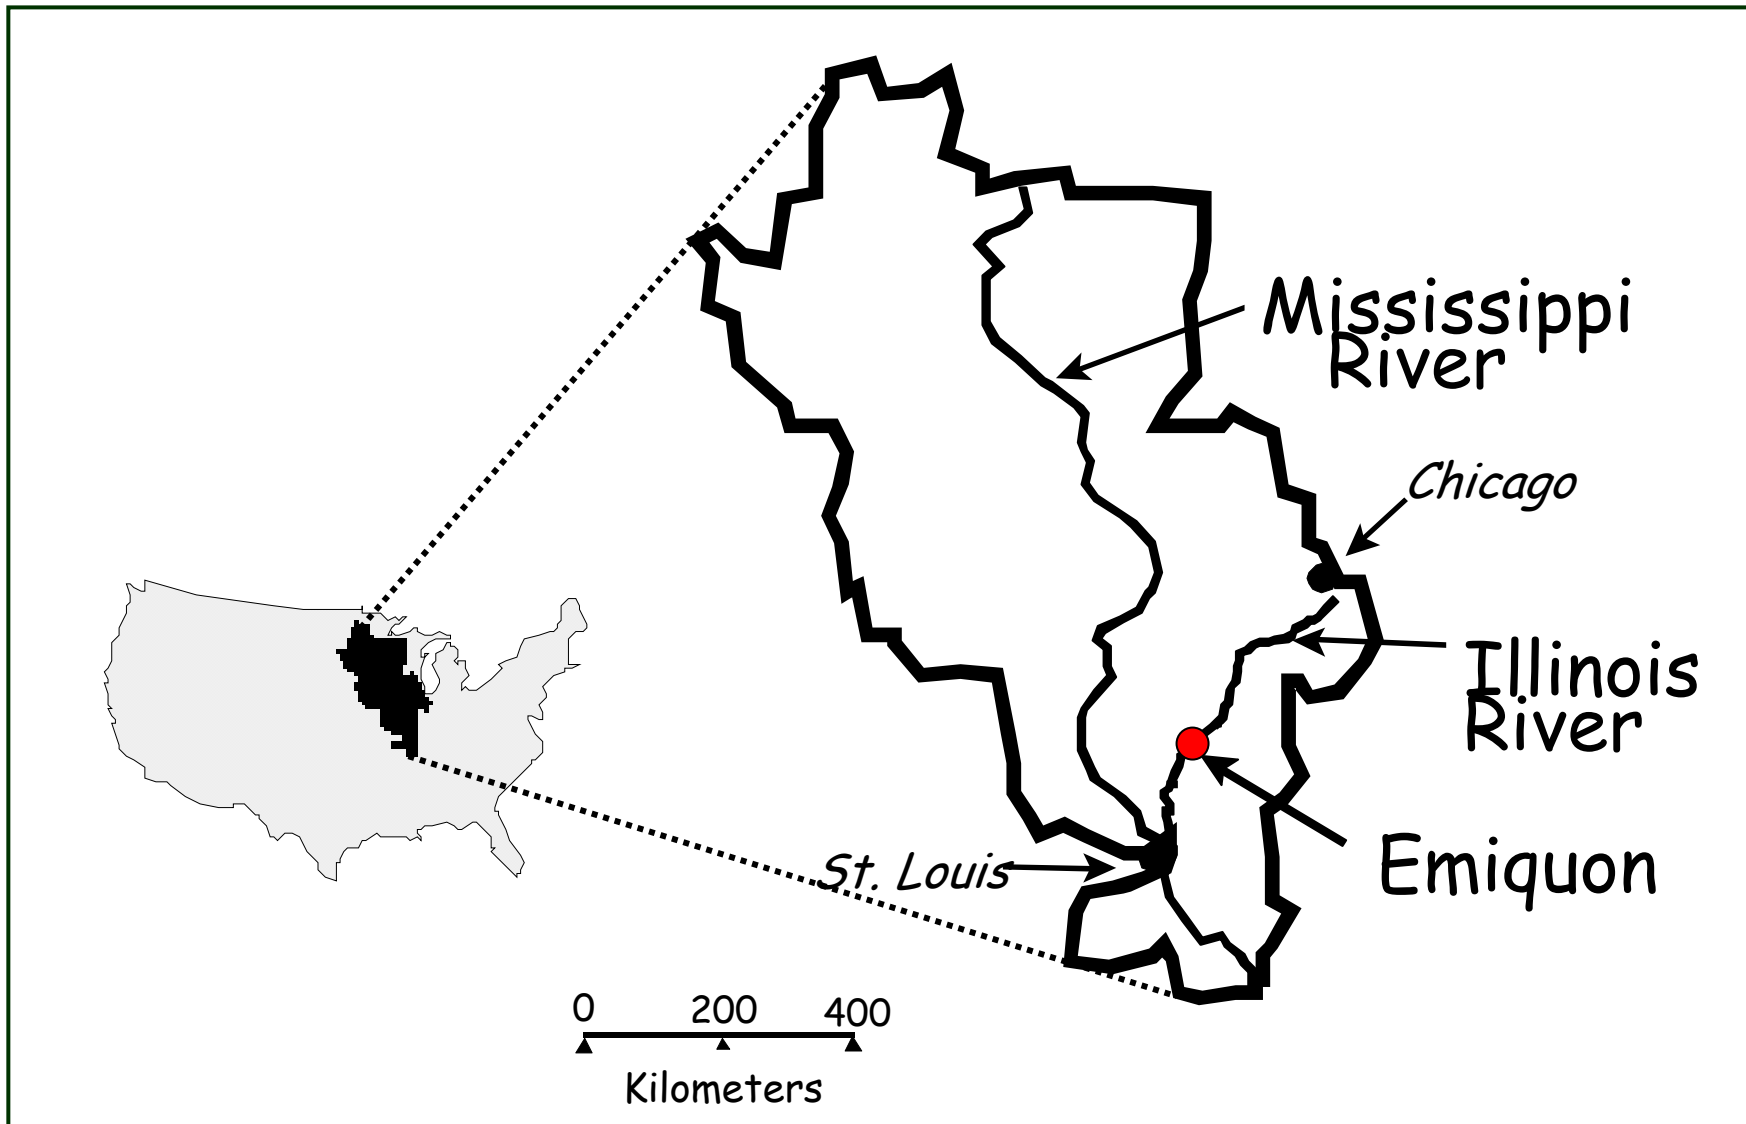 Mississippi
River
Chicago
Illinois
River
Emiquon
St. Louis
0 200 400
Kilometers